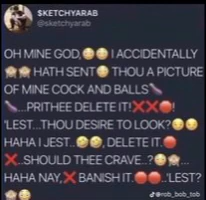 SKETCHYARAB
@sketchyarab
OH MINE GOD,😳😳I ACCIDENTALLY
🙈🙈 HATH SENT😳 THOU A PICTURE
OF MINE COCK AND BALLS🍆
🍆...PRITHEE DELETE IT!❌❌🛑!
'LEST...THOU DESIRE TO LOOK?😏😏
HAHA I JEST..🤣🤣, DELETE IT.🛑
❌..SHOULD THEE CRAVE..?😳🙈...
HAHA NAY,❌ BANISH IT.🛑🛑..'LEST?
🙈😳
@rob_bob_tob